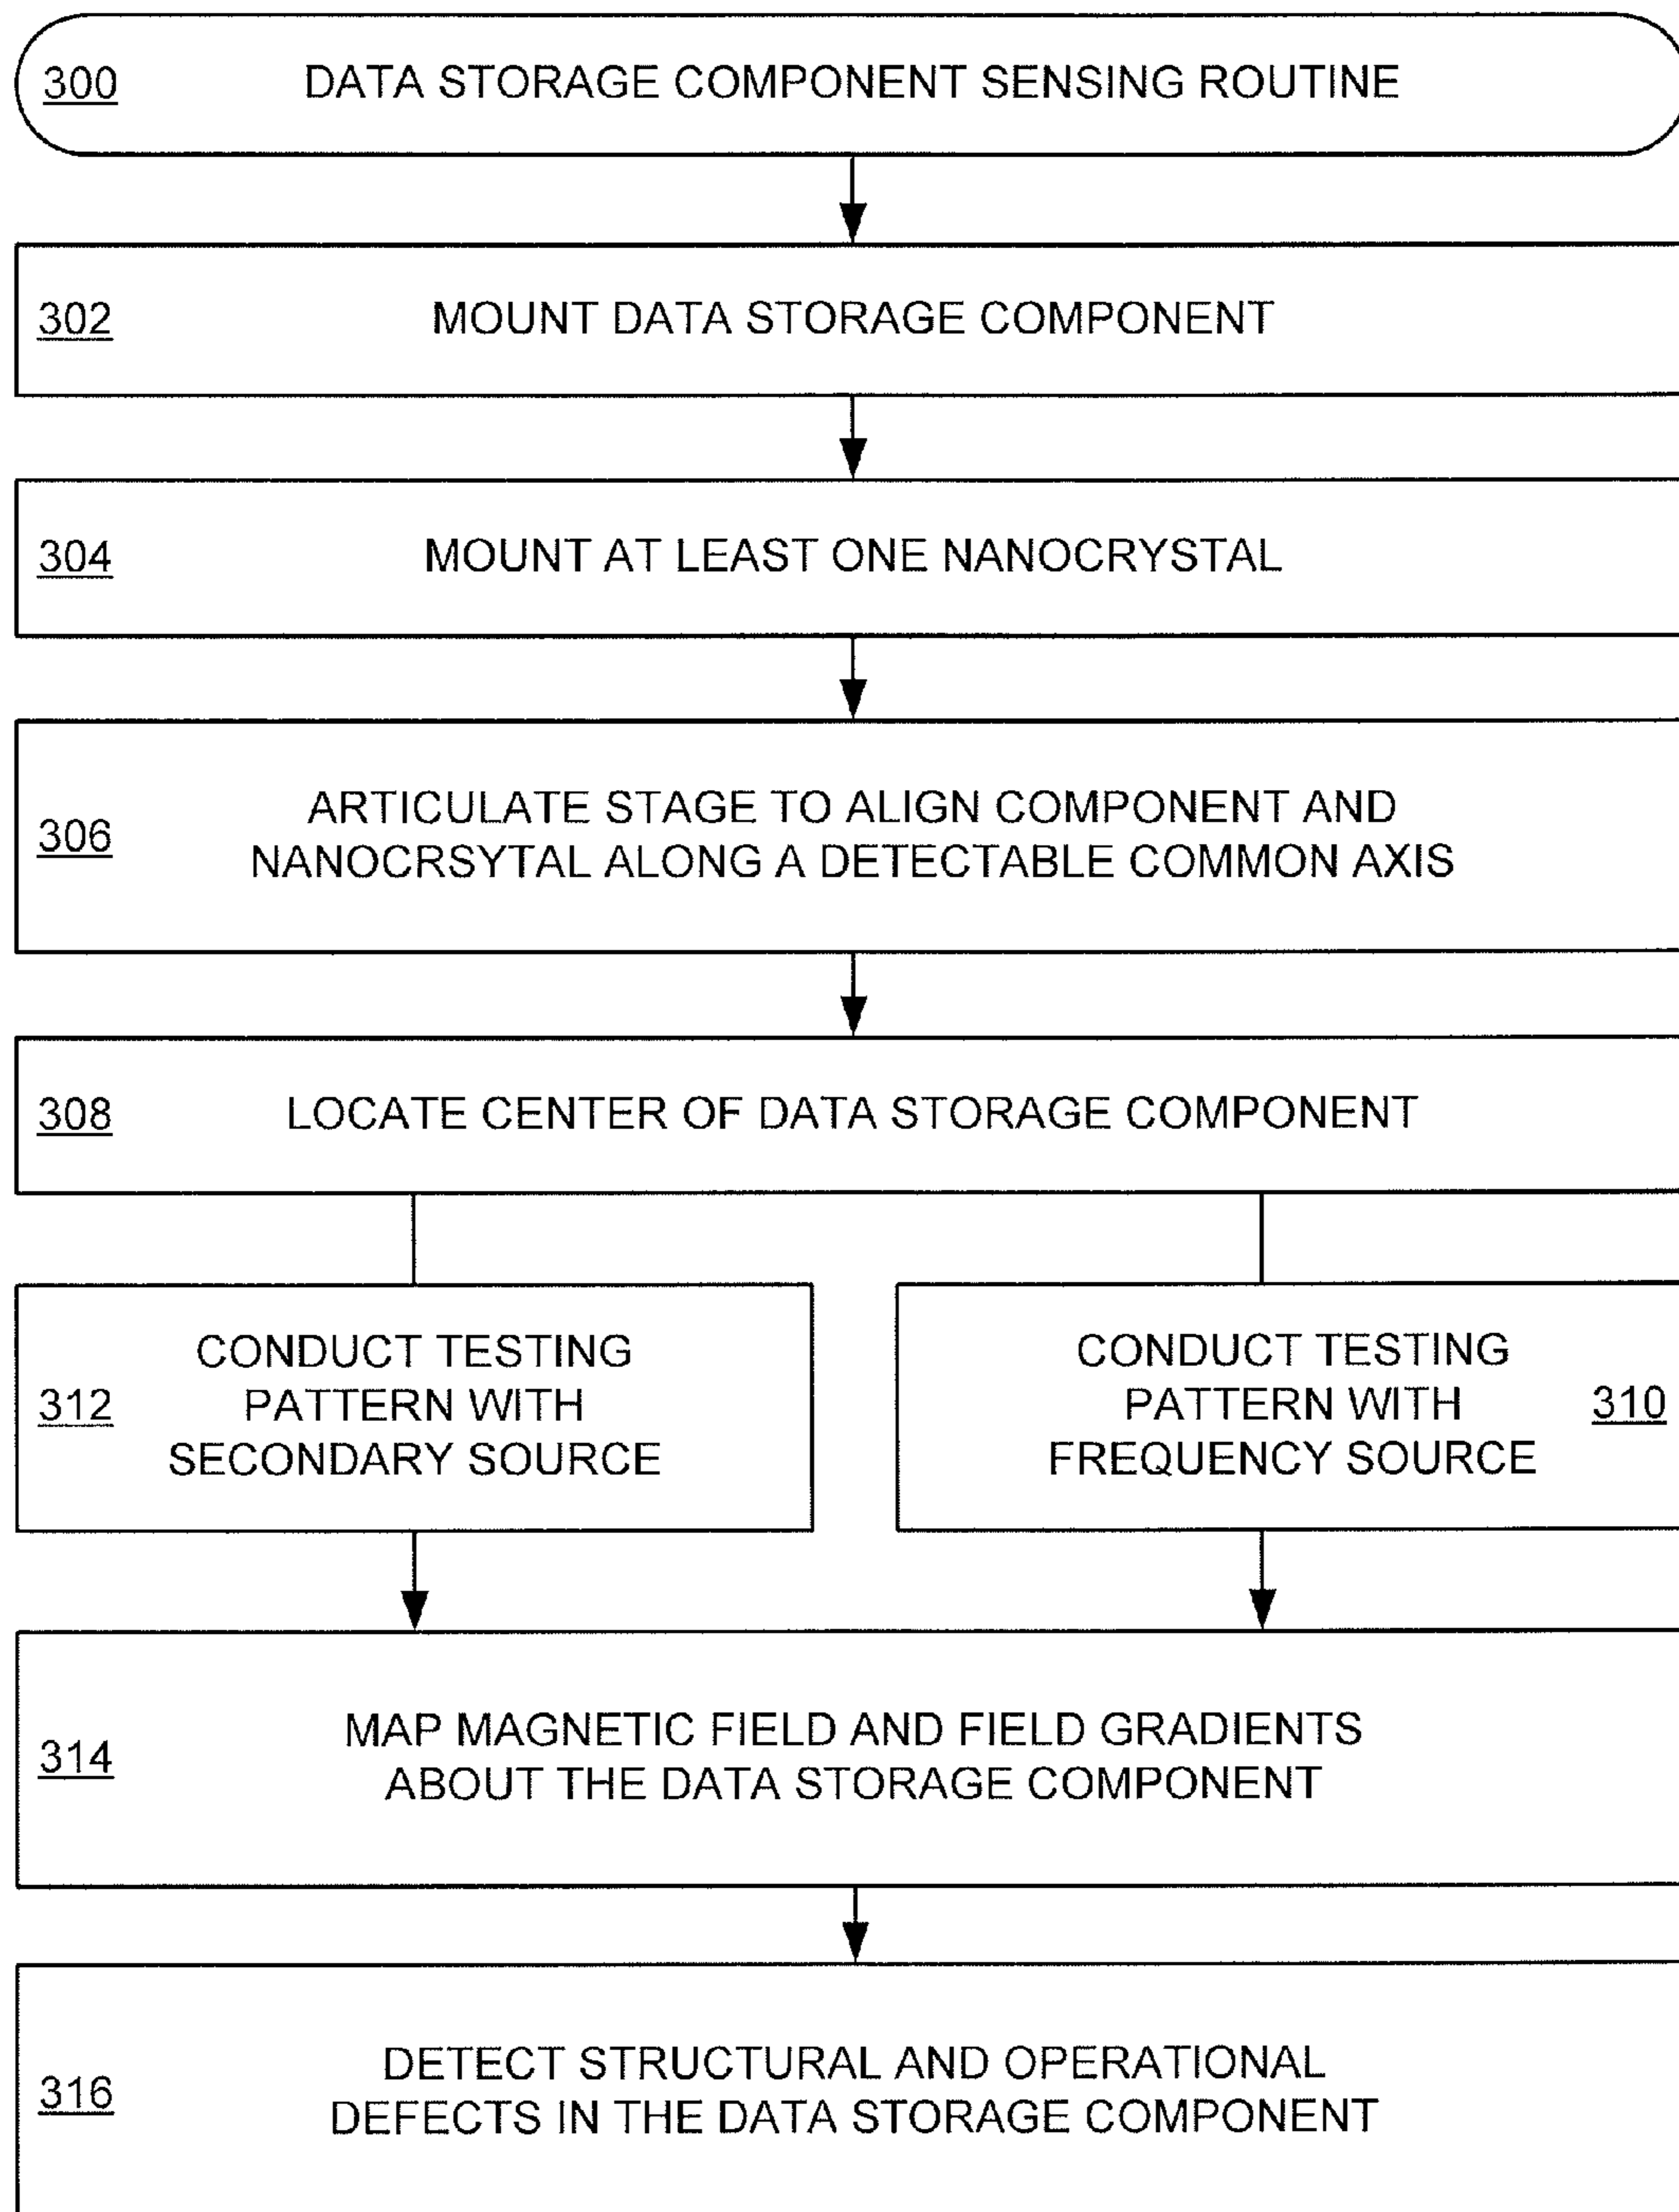 300 DATA STORAGE COMPONENT SENSING ROUTINE
302 MOUNT DATA STORAGE COMPONENT
304 MOUNT AT LEAST ONE NANOCRYSTAL
306
ARTICULATE STAGE TO ALIGN COMPONENT AND
NANOCRSYTAL ALONG A DETECTABLE COMMON AXIS
308 LOCATE CENTER OF DATA STORAGE COMPONENT
312
CONDUCT TESTING
PATTERN WITH
SECONDARY SOURCE
CONDUCT TESTING
PATTERN WITH
FREQUENCY SOURCE
310
314
MAP MAGNETIC FIELD AND FIELD GRADIENTS
ABOUT THE DATA STORAGE COMPONENT
316
DETECT STRUCTURAL AND OPERATIONAL
DEFECTS IN THE DATA STORAGE COMPONENT